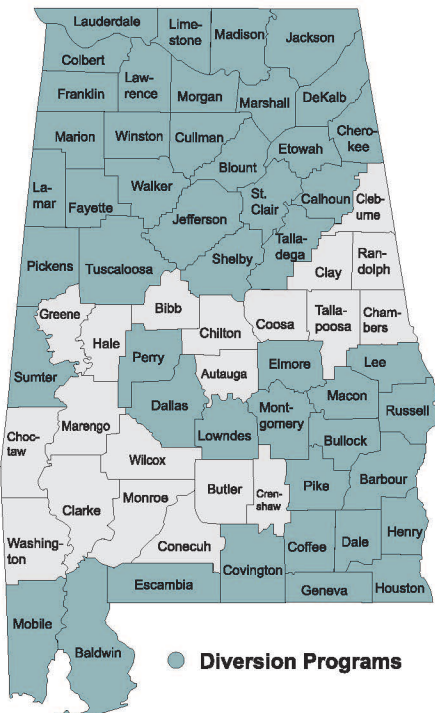 Lauderdale
Lime-
stone
Madison
Jackson
Colbert
Law-
rence
Franklin
Morgan
Marshall
DeKalb
Marion
Winston
Cullman
Etowah
Chero-
kee
Blount
La-
mar
Fayette
Walker
Jefferson
St.
Clair
Calhoun
Cleb-
urne
Talla-
dega
Pickens
Tuscaloosa
Shelby
Clay
Ran-
dolph
Greene
Hale
Bibb
Chilton
Coosa
Talla-
poosa
Cham-
bers
Sumter
Perry
Autauga
Elmore
Lee
Macon
Russell
Dallas
Lowndes
Mont-
gomery
Bullock
Choc-
taw
Marengo
Wilcox
Clarke
Monroe
Butler
Cren-
shaw
Pike
Barbour
Washing-
ton
Conecuh
Coffee
Dale
Henry
Escambia
Covington
Geneva
Houston
Mobile
Baldwin
Diversion Programs